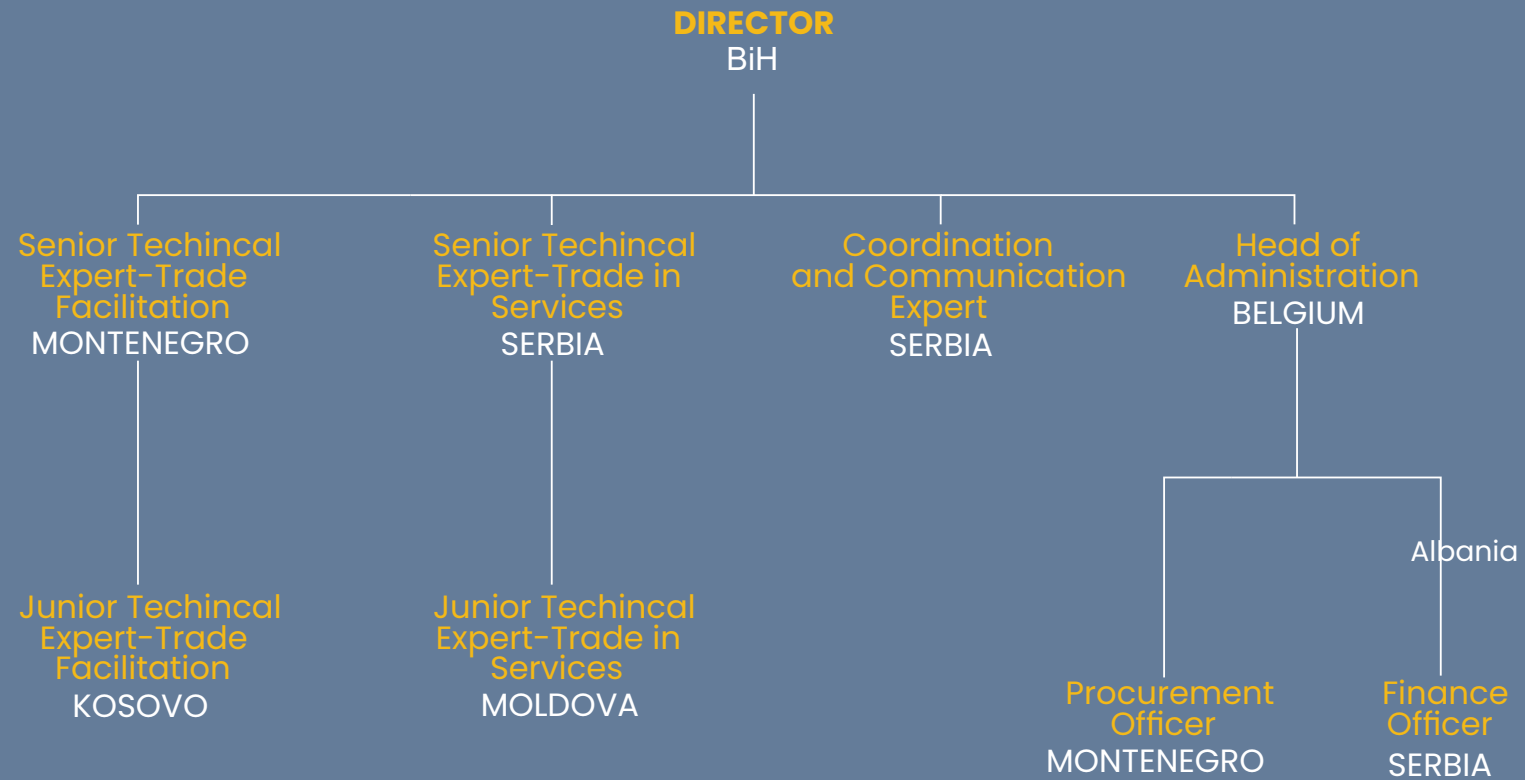 DIRECTOR
BiH
Senior Techincal
Expert-Trade
Facilitation
MONTENEGRO
Senior Techincal
Expert-Trade in
Services
SERBIA
Coordination
and Communication
Expert
SERBIA
Head of
Administration
BELGIUM
Junior Techincal
Expert-Trade
Facilitation
KOSOVO
Junior Techincal
Expert-Trade in
Services
MOLDOVA
Albania
Procurement
Officer
MONTENEGRO
Finance
Officer
SERBIA